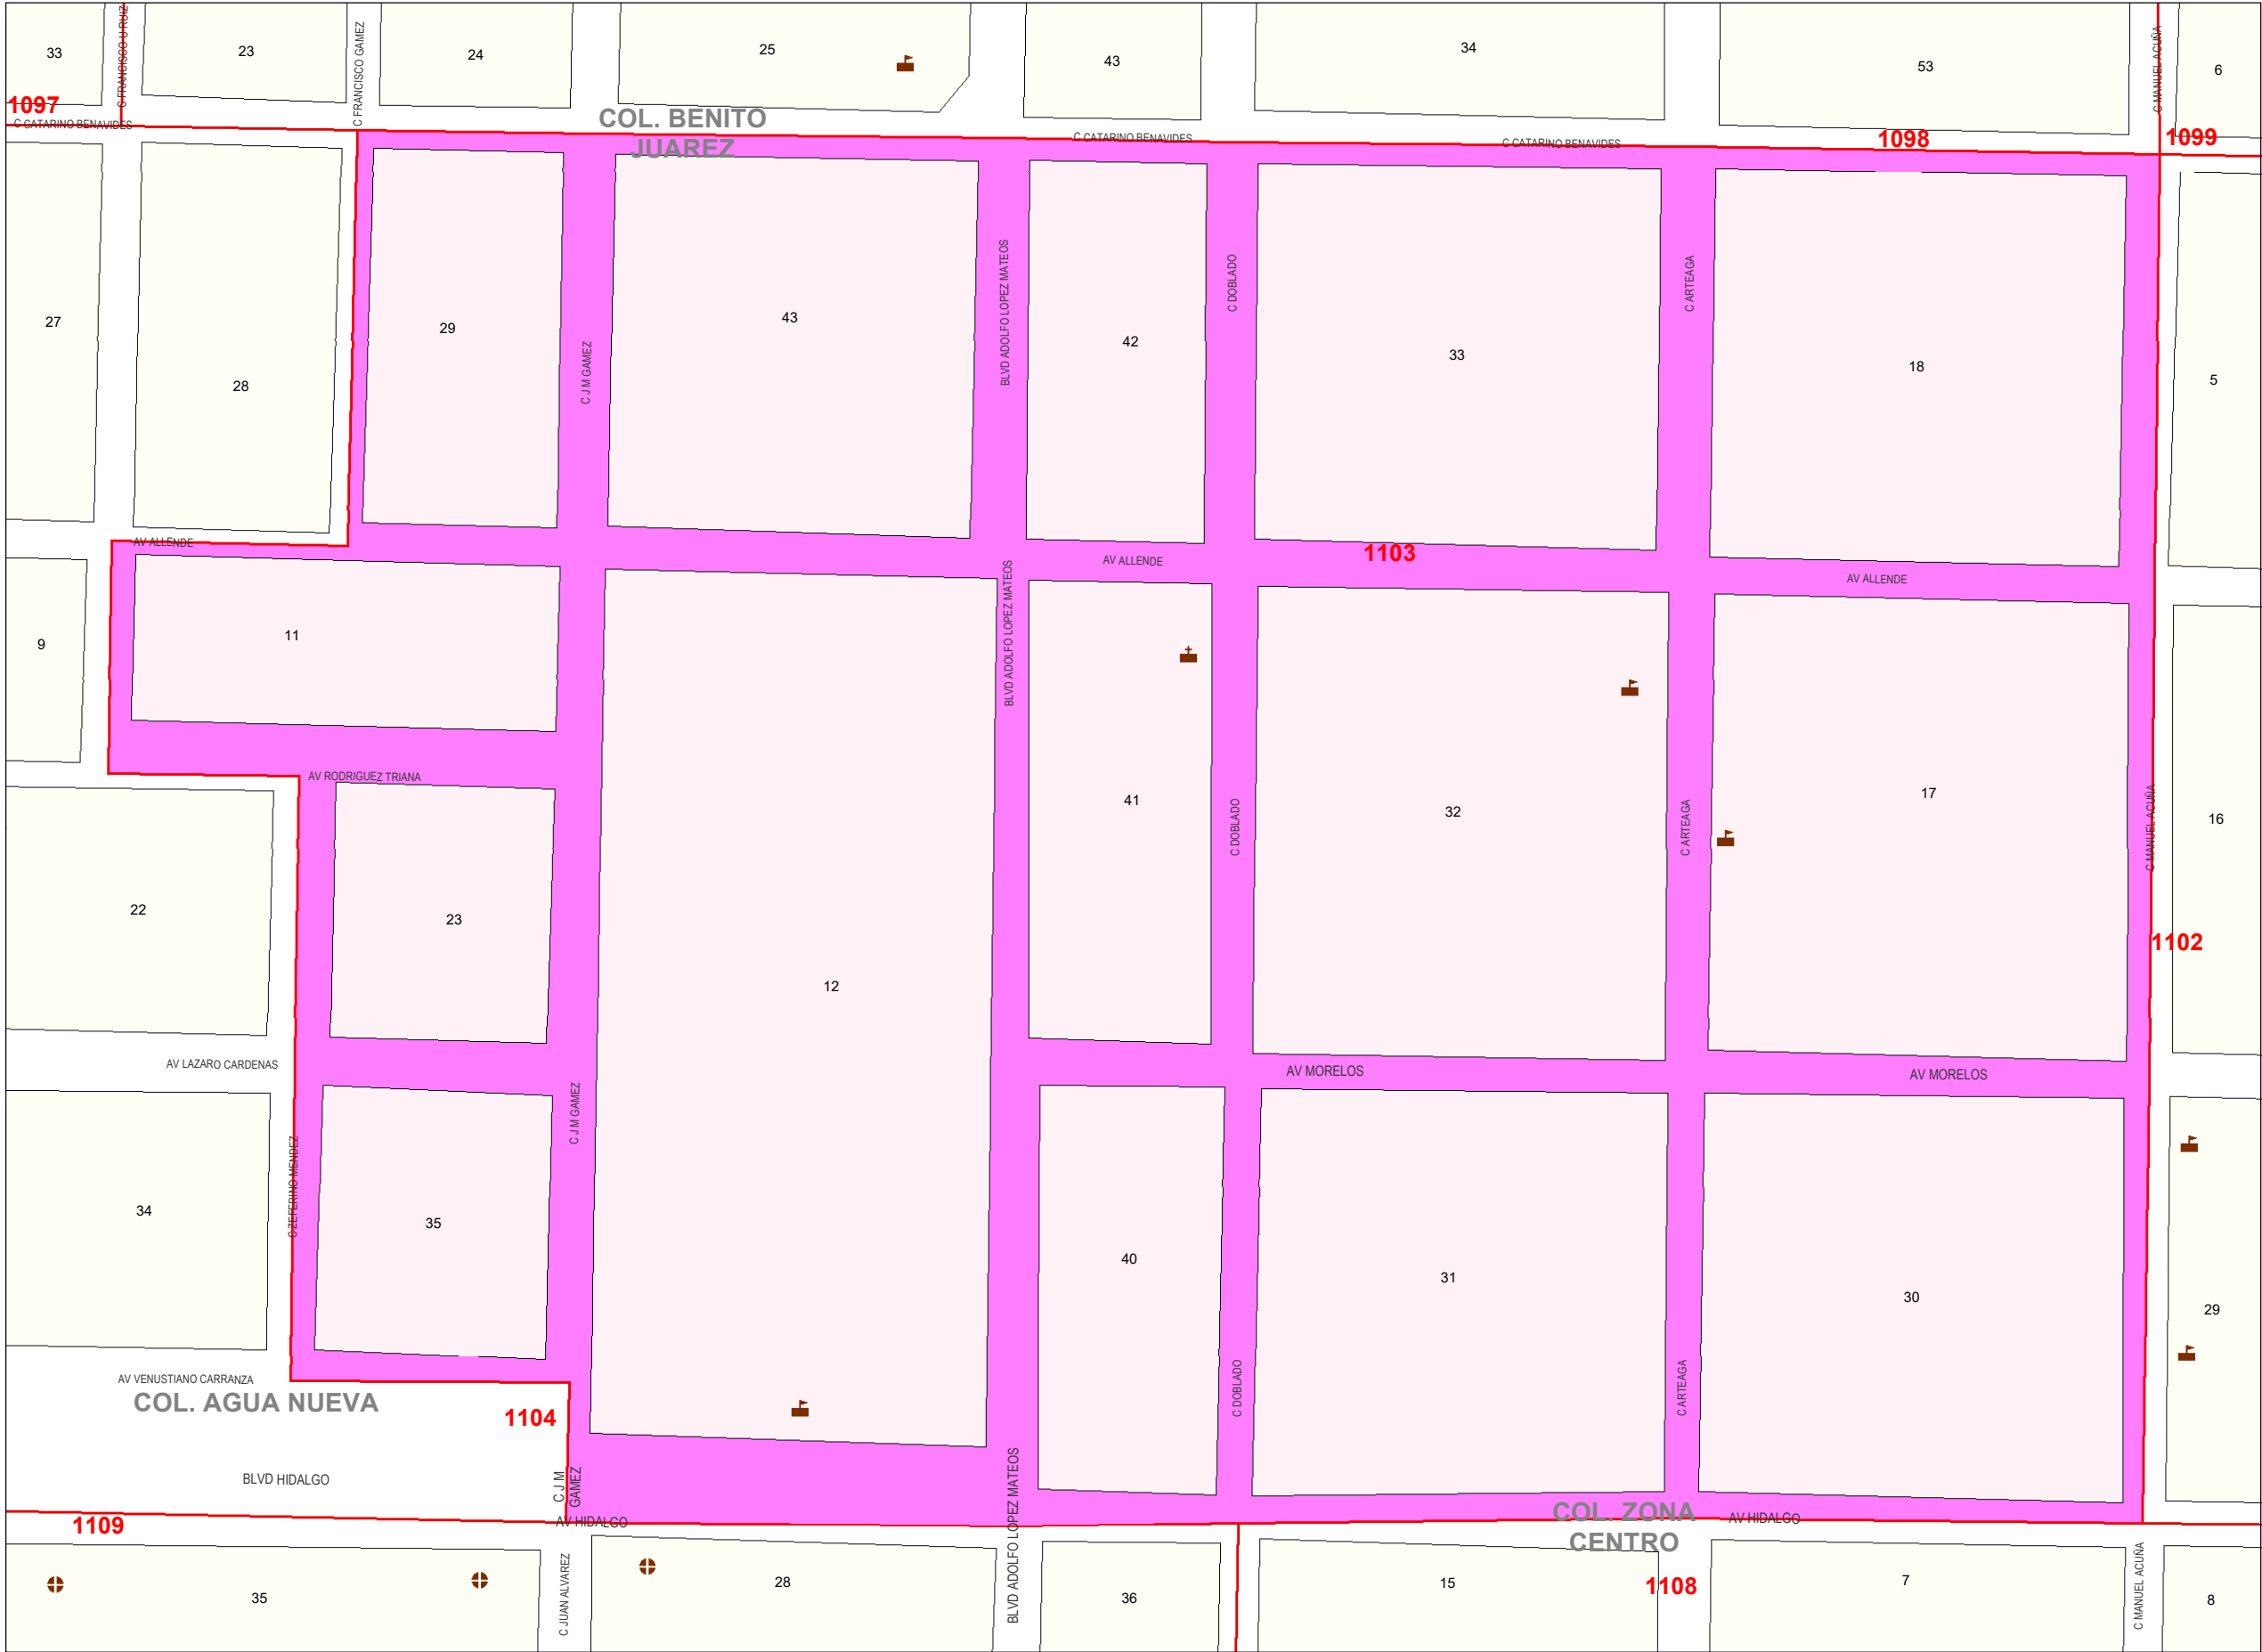 33
23
24
25
43
34
53
6
C FRANCISCO U RUIZ
C FRANCISCO GAMEZ
C MANUEL ACUÑA
1097
C CATARINO BENAVIDES
COL. BENITO
JUAREZ
C CATARINO BENAVIDES
C CATARINO BENAVIDES
1098
1099
27
28
29
43
42
33
18
5
C J M GAMEZ
BLVD ADOLFO LOPEZ MATEOS
C DOBLADO
C ARTEAGA
AV ALLENDE
AV ALLENDE
1103
AV ALLENDE
9
11
BLVD ADOLFO LOPEZ MATEOS
AV RODRIGUEZ TRIANA
41
32
17
16
C DOBLADO
C ARTEAGA
C MANUEL ACUÑA
22
23
12
1102
AV LAZARO CARDENAS
AV MORELOS
AV MORELOS
C J M GAMEZ
C ZEFERINO MENDEZ
34
35
40
31
30
29
AV VENUSTIANO CARRANZA
COL. AGUA NUEVA
1104
C DOBLADO
C ARTEAGA
BLVD HIDALGO
C J M
GAMEZ
BLVD ADOLFO LOPEZ MATEOS
1109
AV HIDALGO
COL. ZONA
CENTRO
AV HIDALGO
35
C JUAN ALVAREZ
28
36
15
1108
7
C MANUEL ACUÑA
8